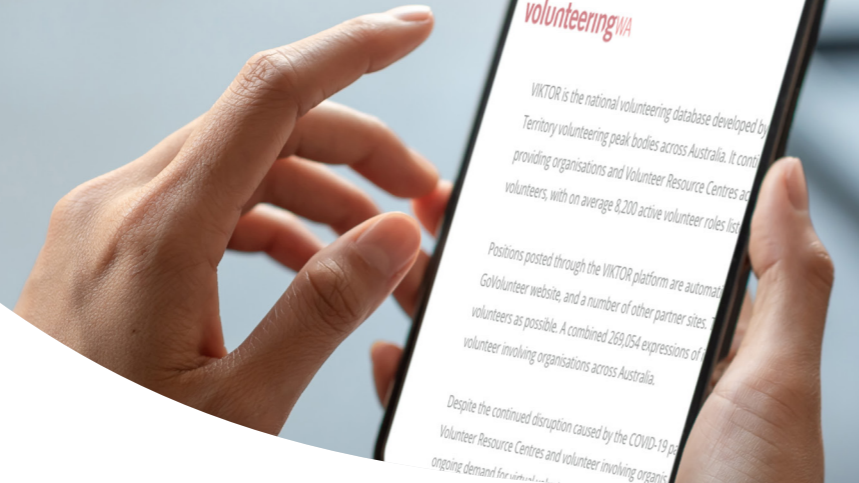 volunteeringWA
VIKTOR is the national volunteering database developed by
Territory volunteering peak bodies across Australia. It conti
providing organisations and Volunteer Resource Centres ac
volunteers, with on average 8,200 active volunteer roles list
Positions posted through the VIKTOR platform are automati
GoVolunteer website, and a number of other partner sites.
volunteers as possible. A combined 269,054 expressions of
volunteer involving organisations across Australia.
Despite the continued disruption caused by the COVID-19 pa
Volunteer Resource Centres and volunteer involving organis
ongoing demand for virtual